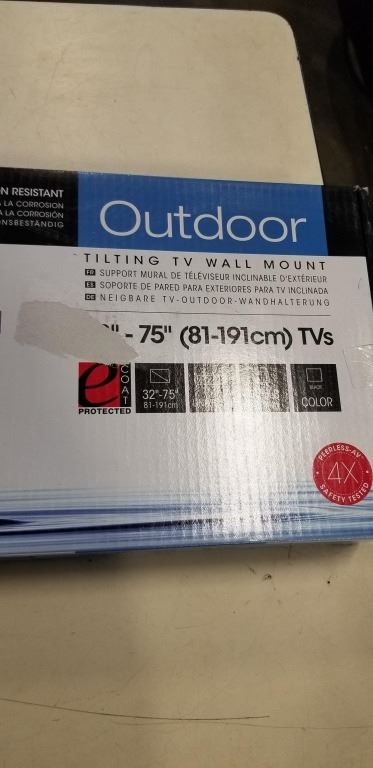 ON RESISTANT
À LA CORROSION
A LA CORROSIÓN
ONSBESTÄNDIG
Outdoor
TILTING TV WALL MOUNT
FR SUPPORT MURAL DE TÉLÉVISEUR INCLINABLE D'EXTÉRIEUR
ES SOPORTE DE PARED PARA EXTERIORES PARA TV INCLINADA
DE NEIGBARE TV-OUTDOOR-WANDHALTERUNG
" - 75" (81-191cm) TVs
e COAT
PROTECTED
32"-75"
81-191cm
BLACK
COLOR
PEERLESS-AV
4X
SAFETY TESTED